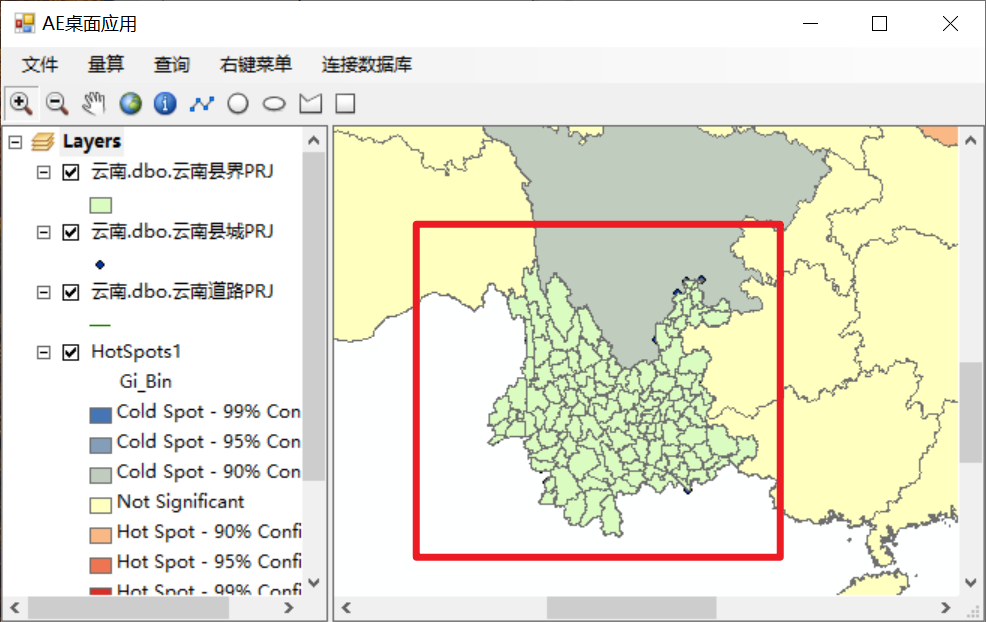 AE桌面应用
文件 量算 查询 右键菜单 连接数据库
Layers
云南.dbo.云南县界PRJ
云南.dbo.云南县城PRJ
云南.dbo.云南道路PRJ
HotSpots1
Gi_Bin
Cold Spot - 99% Con
Cold Spot - 95% Con
Cold Spot - 90% Con
Not Significant
Hot Spot - 90% Confi
Hot Spot - 95% Confi
Hot Spot - 99% Confi